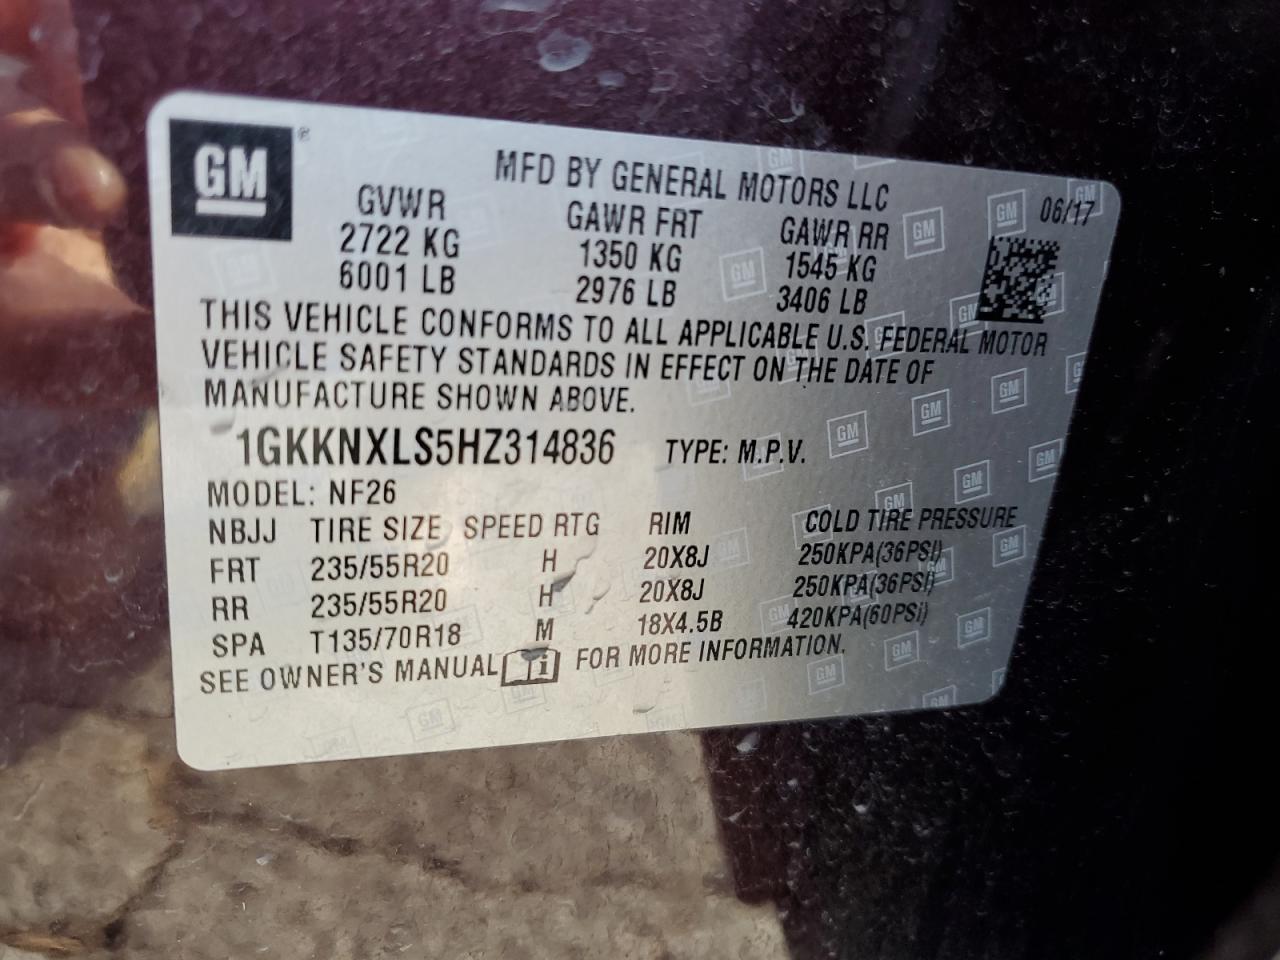 GM ®
MFD BY GENERAL MOTORS LLC
06/17
GVWR GAWR FRT GAWR RR
2722 KG 1350 KG 1545 KG
6001 LB 2976 LB 3406 LB
THIS VEHICLE CONFORMS TO ALL APPLICABLE U.S. FEDERAL MOTOR
VEHICLE SAFETY STANDARDS IN EFFECT ON THE DATE OF
MANUFACTURE SHOWN ABOVE.
1GKKNXLS5HZ314836 TYPE: M.P.V.
MODEL: NF26
NBJJ TIRE SIZE SPEED RTG RIM COLD TIRE PRESSURE
FRT 235/55R20 H 20X8J 250KPA(36PSI)
RR 235/55R20 H 20X8J 250KPA(36PSI)
SPA T135/70R18 M 18X4.5B 420KPA(60PSI)
SEE OWNER'S MANUAL FOR MORE INFORMATION.